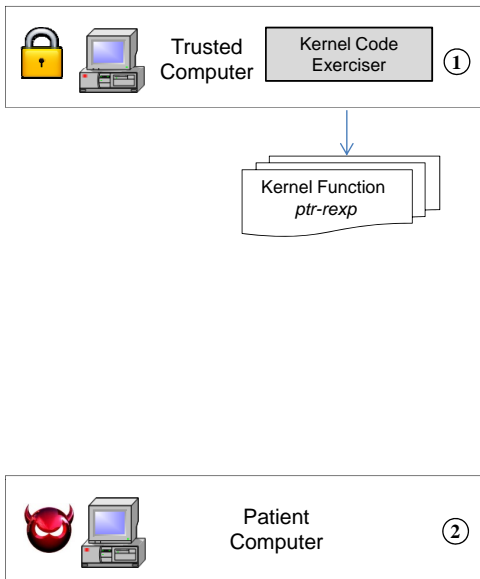 Trusted
Computer
Kernel Code
Exerciser
1
Kernel Function
ptr-rexp
Patient
Computer
2